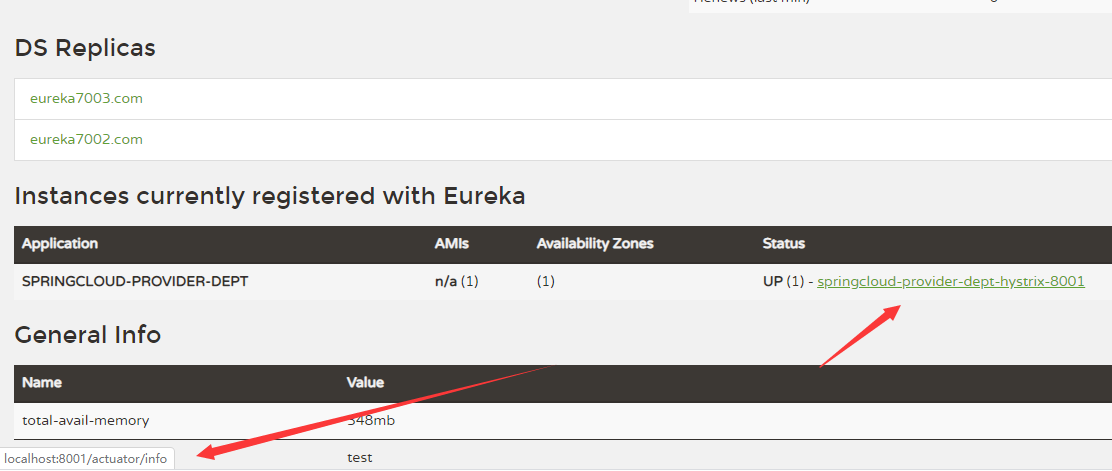 Renews (last min)
DS Replicas
eureka7003.com
eureka7002.com
Instances currently registered with Eureka
Application AMIs Availability Zones Status
SPRINGCLOUD-PROVIDER-DEPT n/a (1) (1) UP (1) - springcloud-provider-dept-hystrix-8001
General Info
Name Value
total-avail-memory 348mb
localhost:8001/actuator/info test